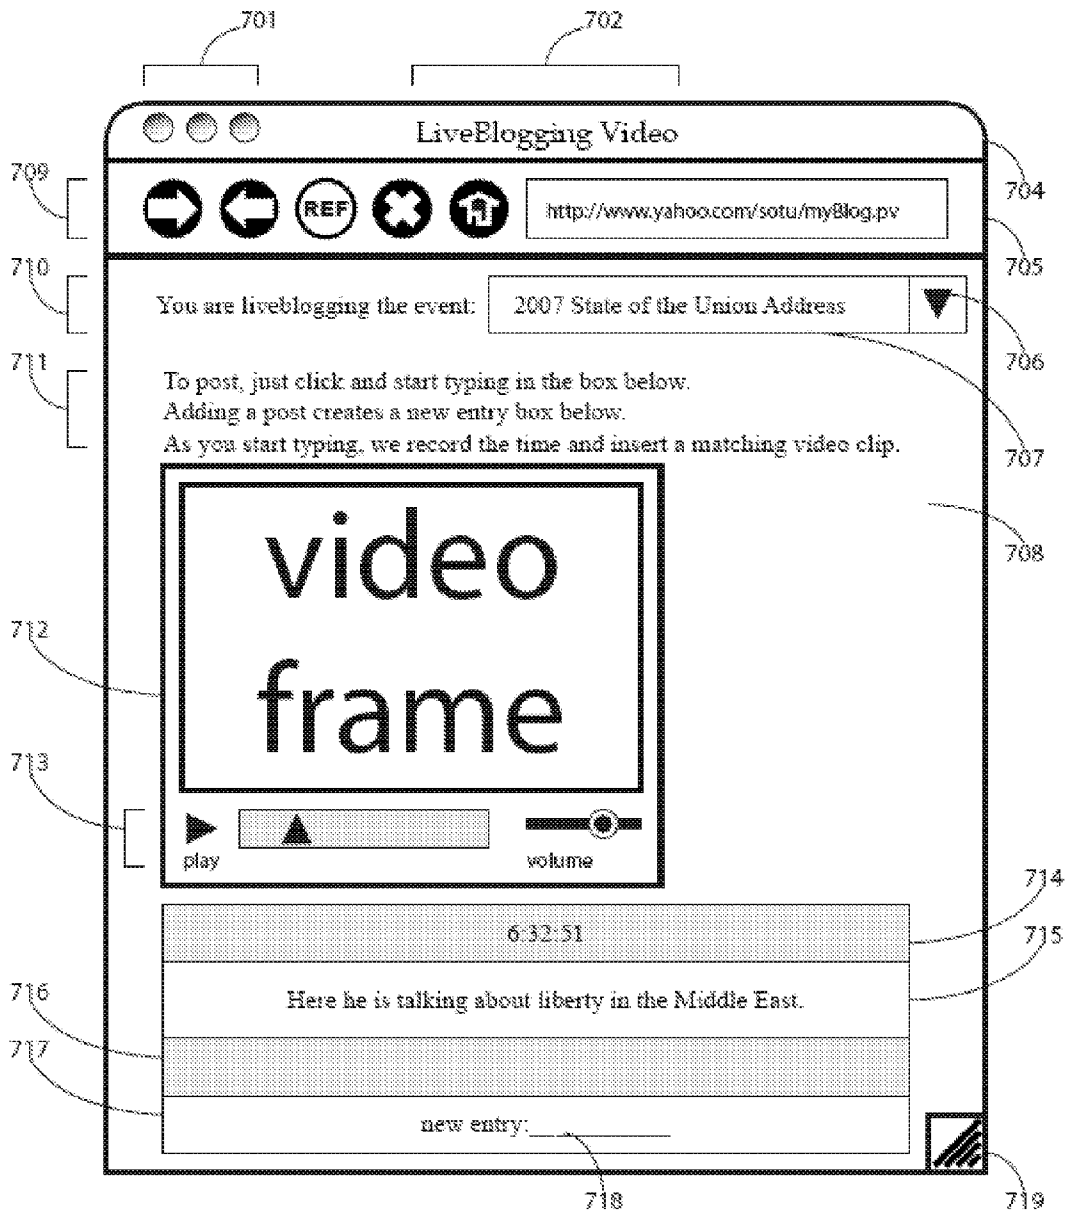 701
702
LiveBlogging Video
709
704
REF
http://www.yahoo.com/sotu/myBlog.pv
710
705
You are liveblogging the event:
2007 State of the Union Address
711
706
To post, just click and start typing in the box below.
Adding a post creates a new entry box below.
As you start typing, we record the time and insert a matching video clip.
707
708
video
frame
712
713
play
volume
714
6:32:51
715
716
Here he is talking about liberty in the Middle East.
717
new entry:____________
718
719